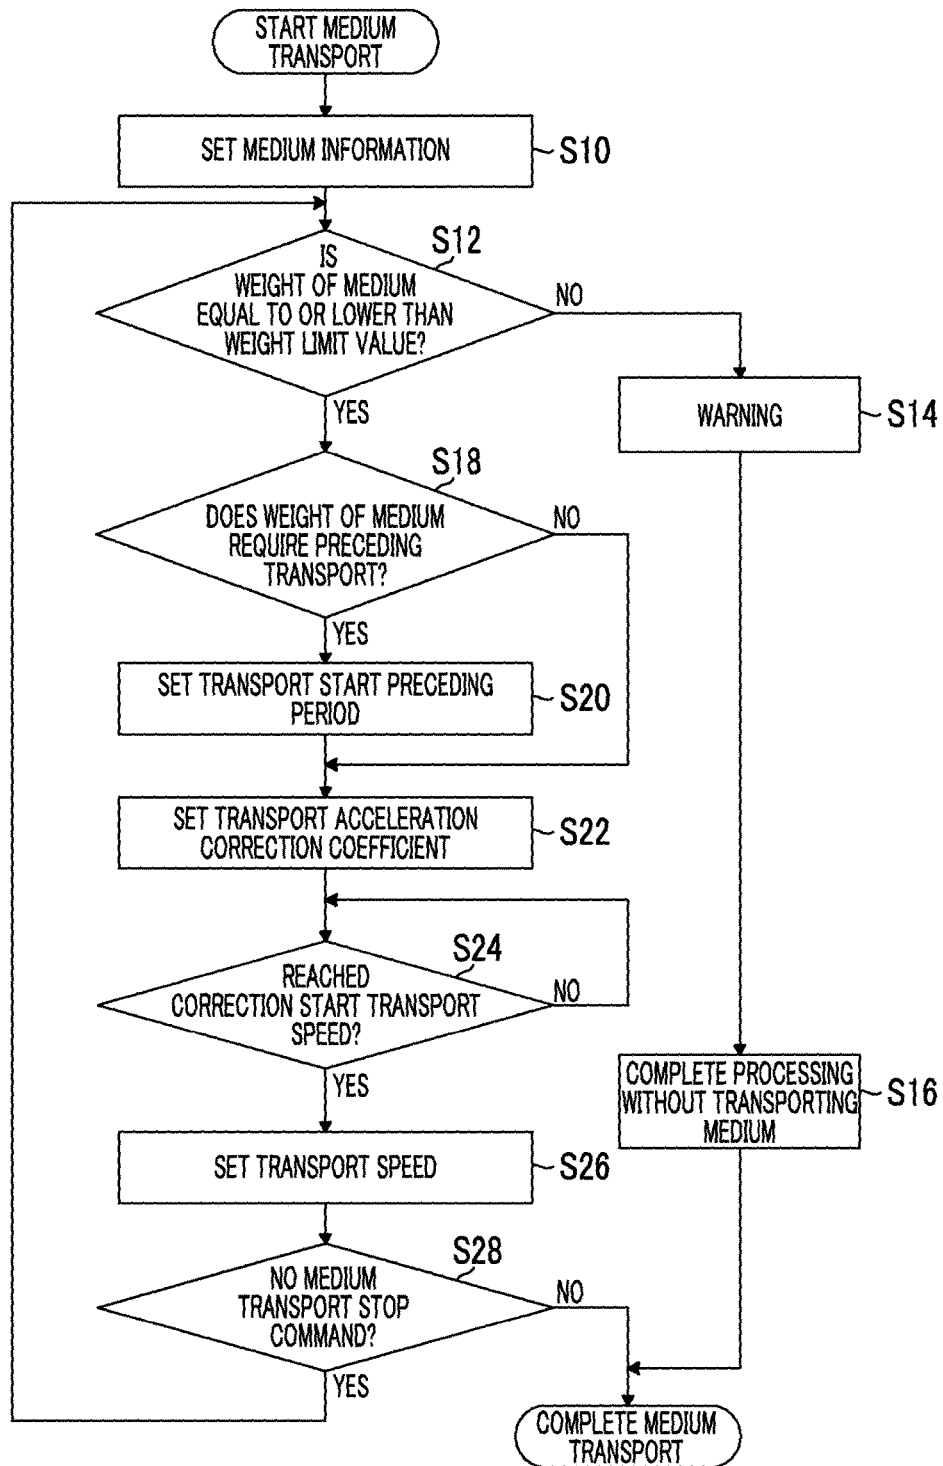 START MEDIUM
TRANSPORT
SET MEDIUM INFORMATION
S10
S12
IS
WEIGHT OF MEDIUM
EQUAL TO OR LOWER THAN
WEIGHT LIMIT VALUE?
NO
YES
WARNING
S14
S18
DOES WEIGHT OF MEDIUM
REQUIRE PRECEDING
TRANSPORT?
NO
YES
SET TRANSPORT START PRECEDING
PERIOD
S20
SET TRANSPORT ACCELERATION
CORRECTION COEFFICIENT
S22
S24
REACHED
CORRECTION START TRANSPORT
SPEED?
NO
YES
COMPLETE PROCESSING
WITHOUT TRANSPORTING
MEDIUM
S16
SET TRANSPORT SPEED
S26
S28
NO MEDIUM
TRANSPORT STOP
COMMAND?
NO
YES
COMPLETE MEDIUM
TRANSPORT